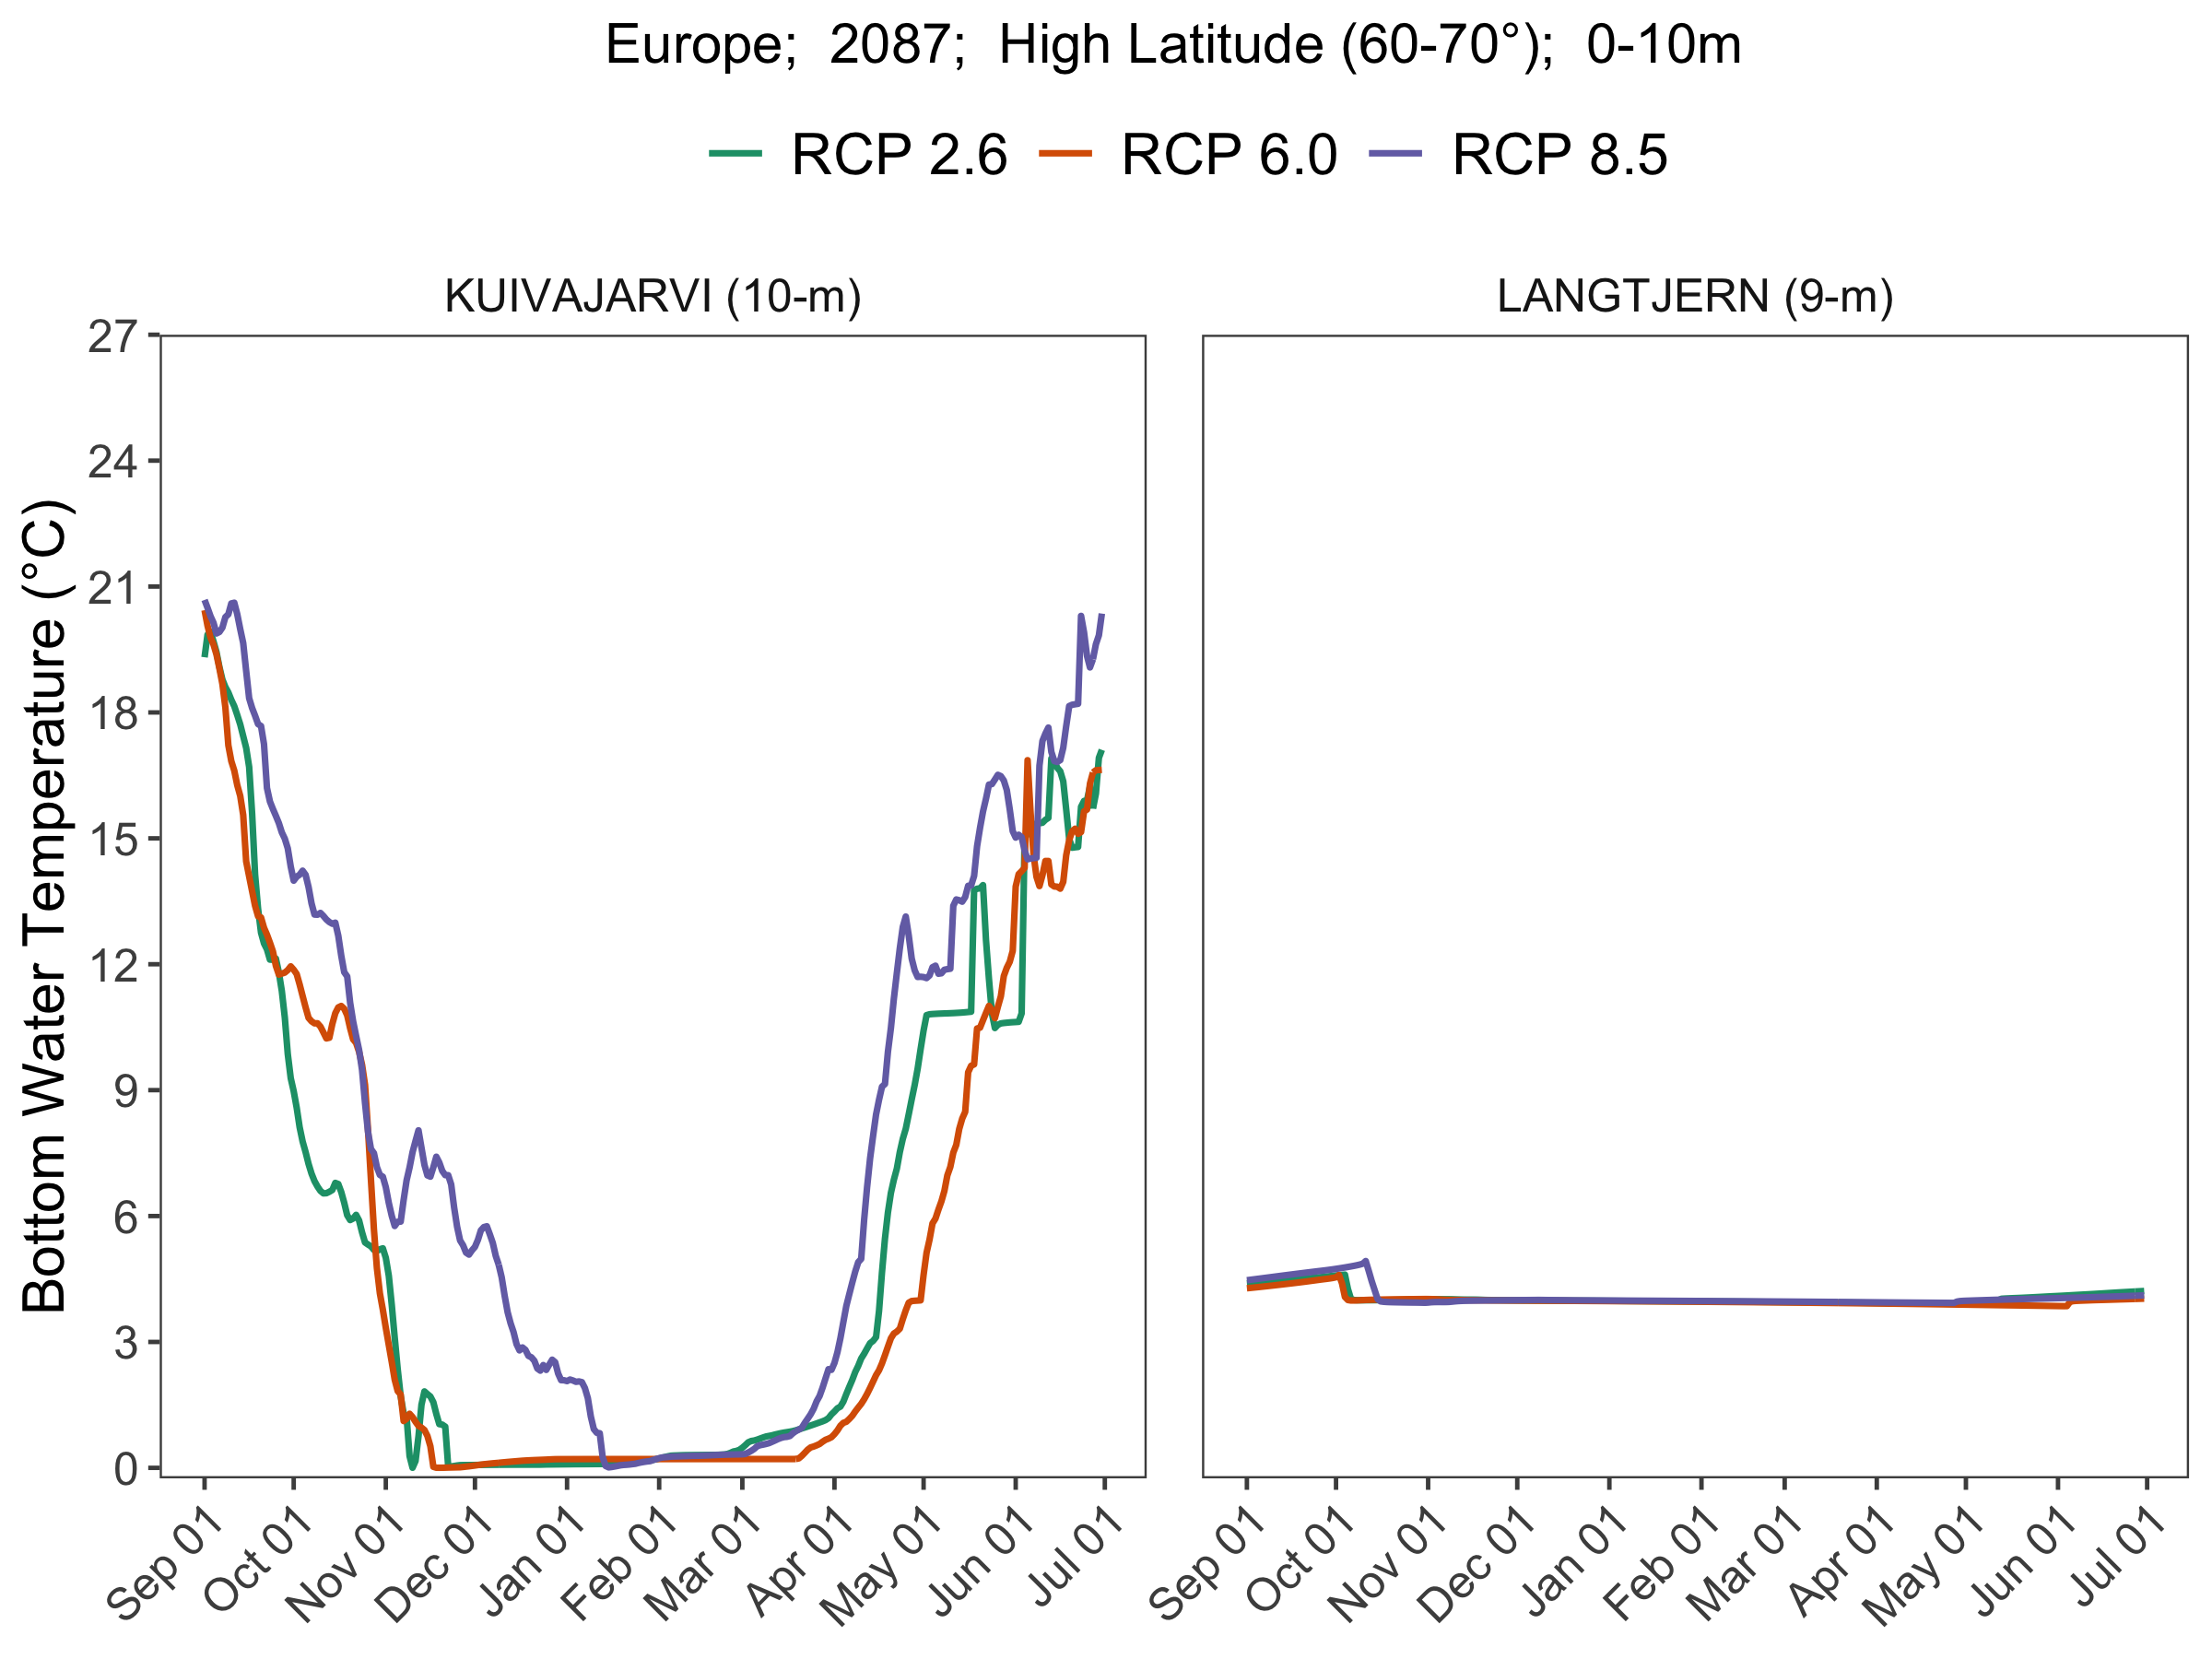 Europe;  2087;  High Latitude (60-70°);  0-10m
RCP 2.6 RCP 6.0 RCP 8.5
KUIVAJARVI (10-m)
LANGTJERN (9-m)
Bottom Water Temperature (°C)
27
24
21
18
15
12
9
6
3
0
Sep 01 Oct 01 Nov 01 Dec 01 Jan 01 Feb 01 Mar 01 Apr 01 May 01 Jun 01 Jul 01
Sep 01 Oct 01 Nov 01 Dec 01 Jan 01 Feb 01 Mar 01 Apr 01 May 01 Jun 01 Jul 01